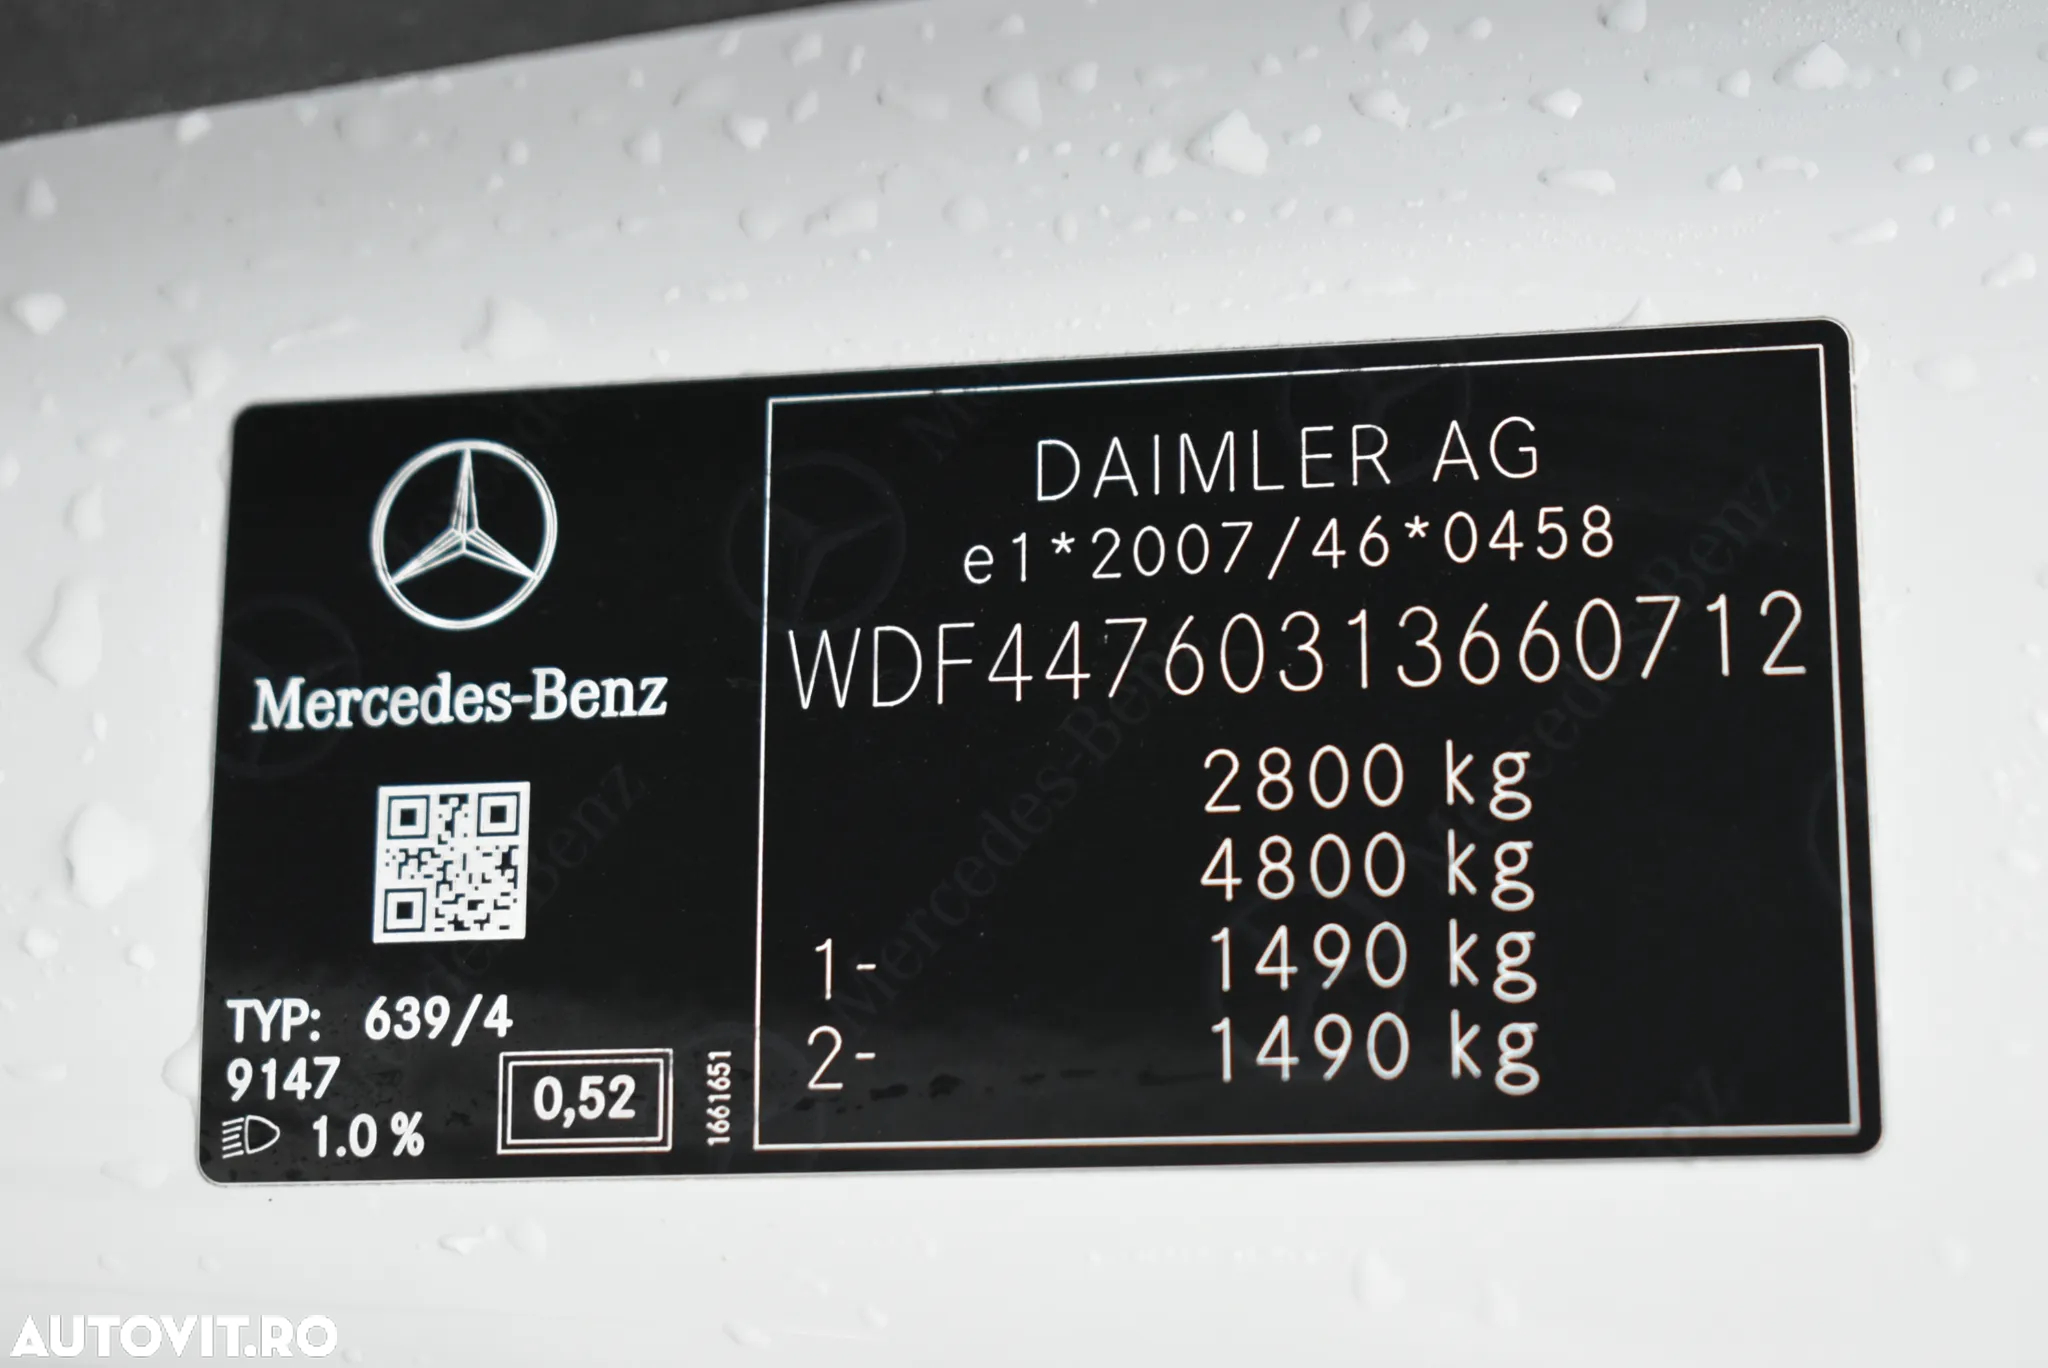 Mercedes-Benz
TYP: 639/4
9147
1.0 %
0,52
1661651
DAIMLER AG
e1*2007/46*0458
WDF44760313660712
2800 kg
4800 kg
1- 1490 kg
2- 1490 kg
AUTOVIT.RO